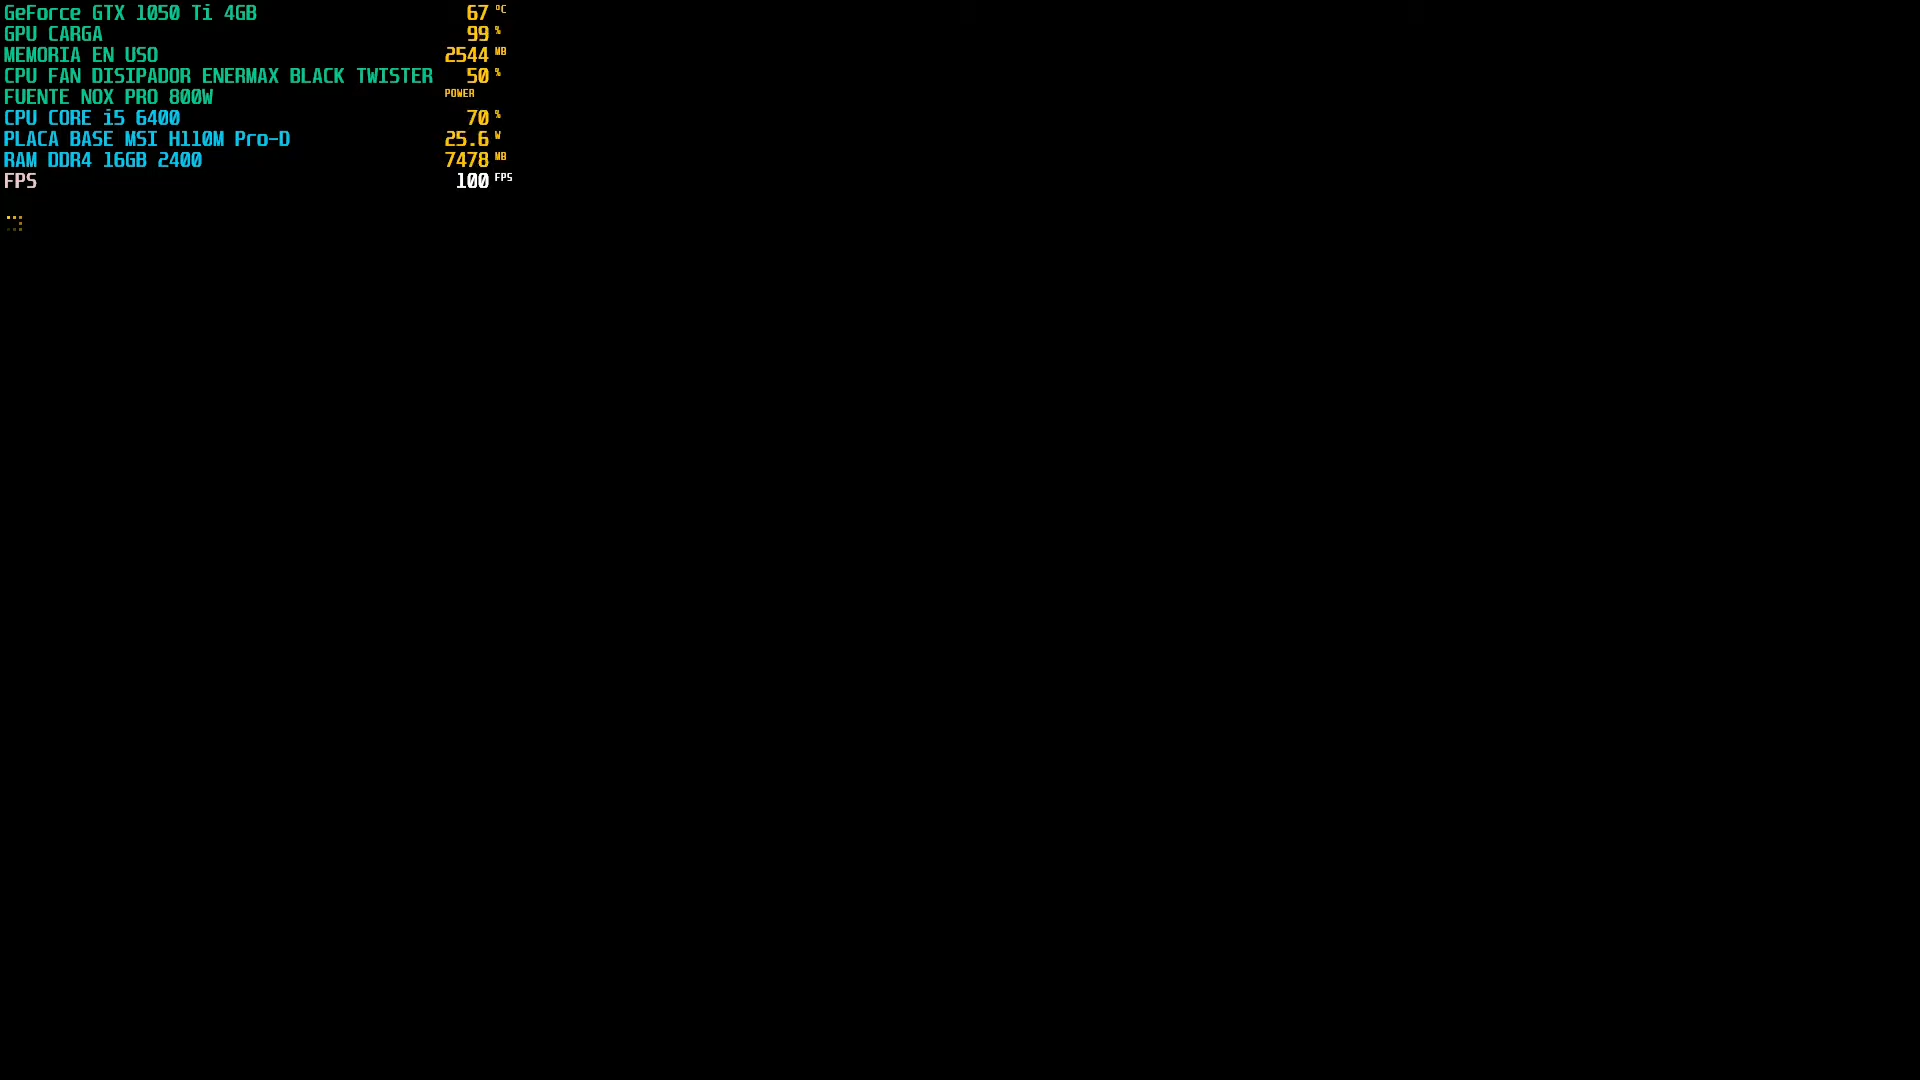 GeForce GTX 1050 Ti 4GB 67 °C
GPU CARGA 99 %
MEMORIA EN USO 2544 MB
CPU FAN DISIPADOR ENERMAX BLACK TWISTER 50 %
FUENTE NOX PRO 800W POWER
CPU CORE i5 6400 70 %
PLACA BASE MSI H110M Pro-D 25.6 W
RAM DDR4 16GB 2400 7478 MB
FPS 100 FPS